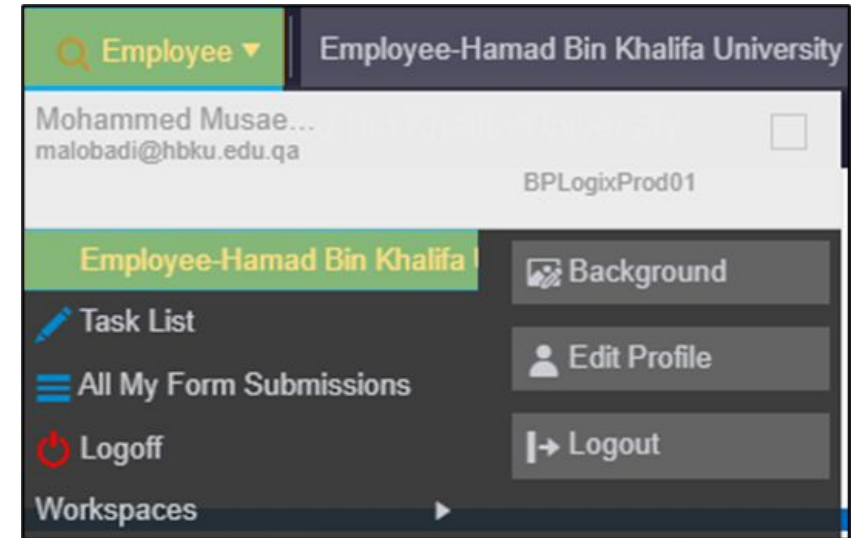 Employee ▼ Employee-Hamad Bin Khalifa University
Mohammed Musae...
malobadi@hbku.edu.qa
BPLogixProd01
Employee-Hamad Bin Khalifa
Task List
All My Form Submissions
Logoff
Workspaces
Background
Edit Profile
Logout